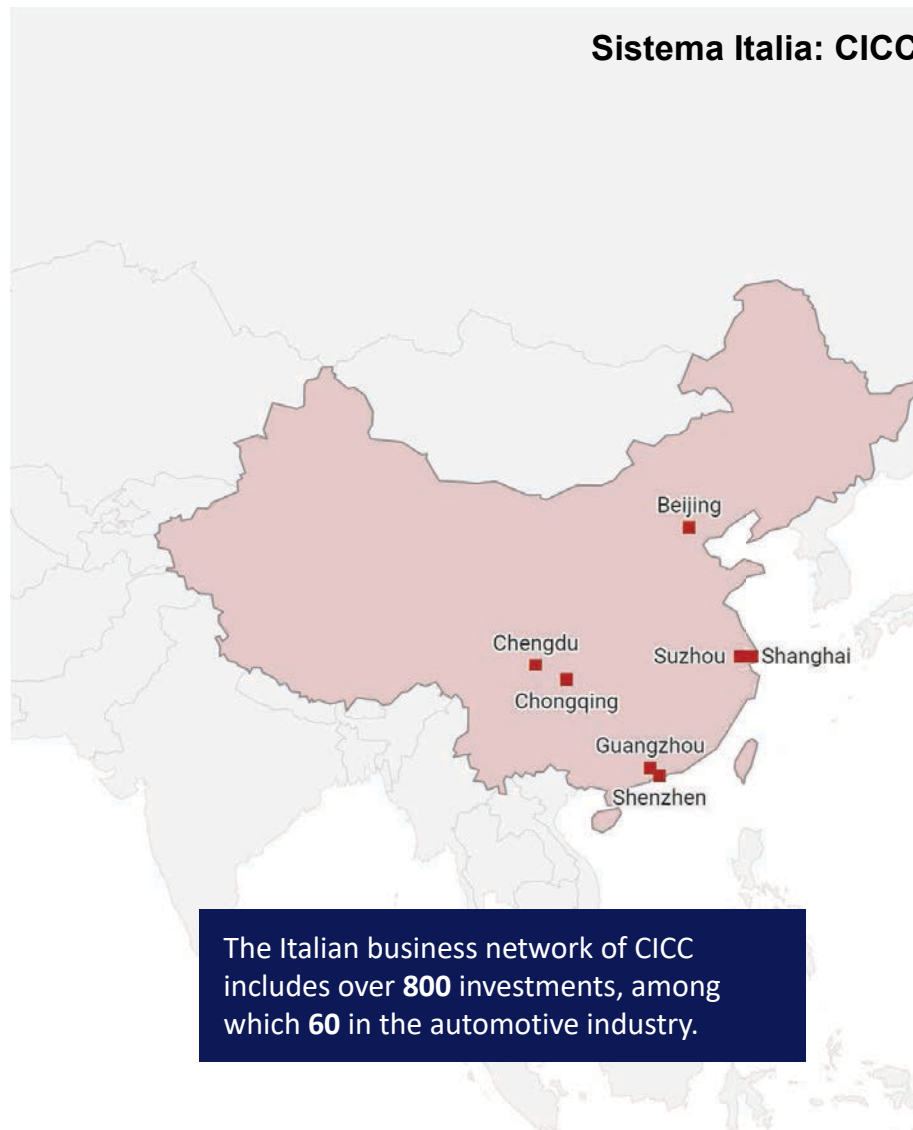 Sistema Italia: CICC
Beijing
Chengdu
Suzhou
Shanghai
Chongqing
Guangzhou
Shenzhen
The Italian business network of CICC
includes over 800 investments, among
which 60 in the automotive industry.